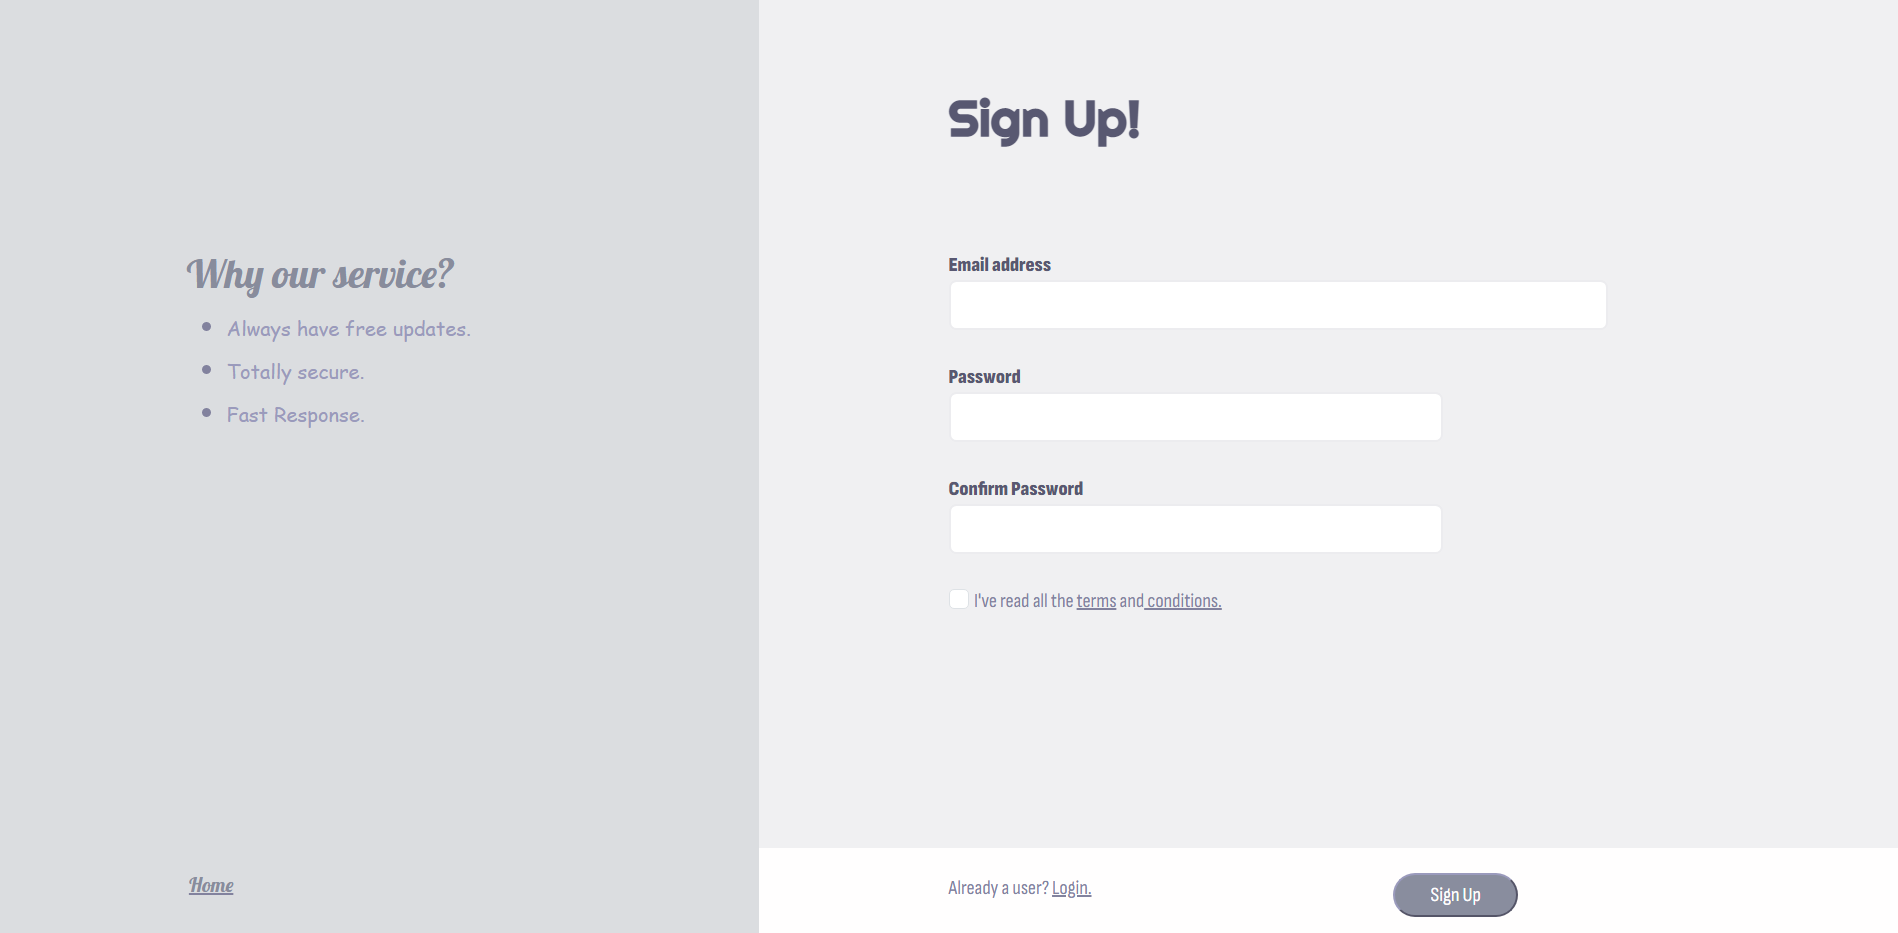 Why our service?
Always have free updates.
Totally secure.
Fast Response.
Home
Sign Up!
Email address
Password
Confirm Password
I've read all the terms and conditions.
Already a user? Login.
Sign Up